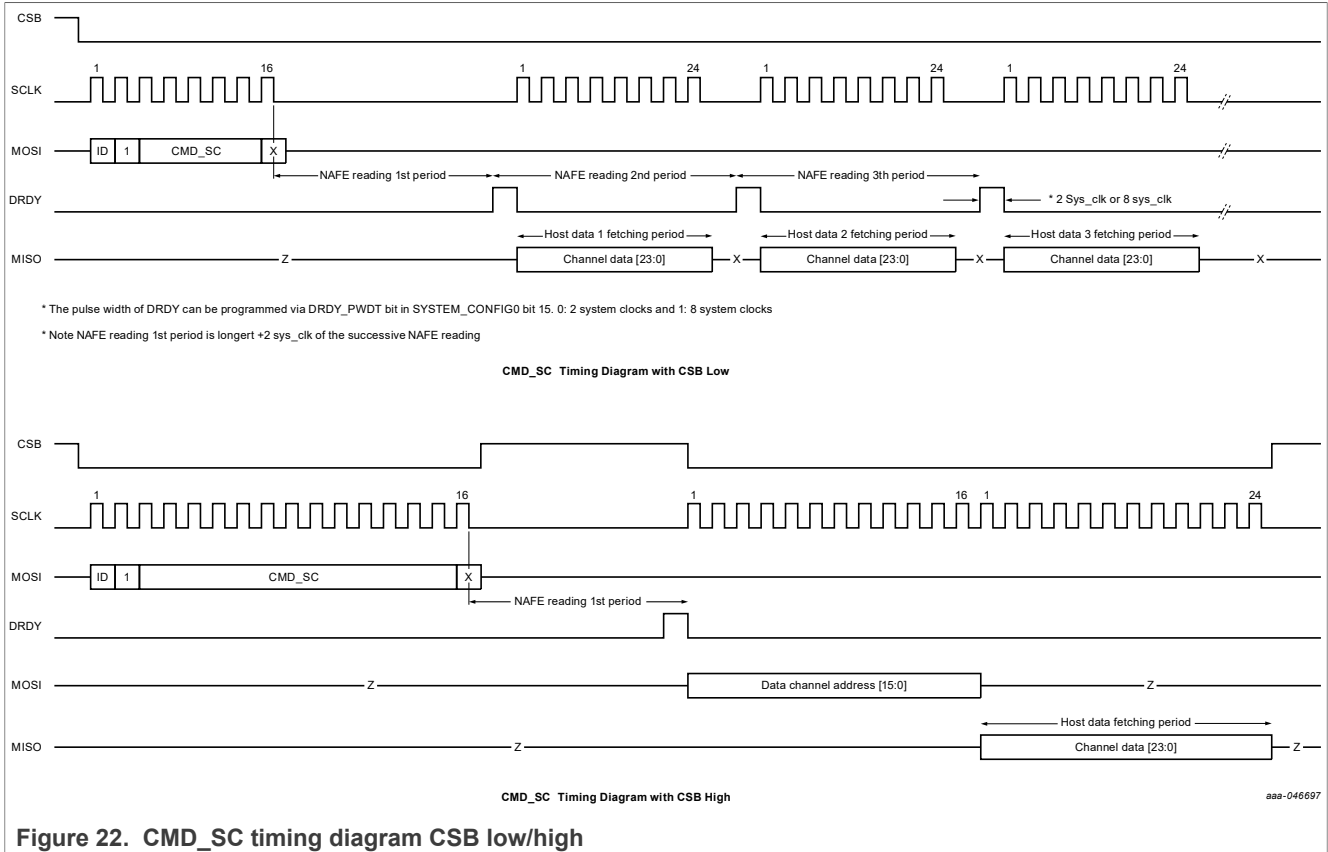 CSB
1 16 1 24 1 24 1 24
SCLK
MOSI ID 1 CMD_SC X
NAFE reading 1st period NAFE reading 2nd period NAFE reading 3th period
DRDY * 2 Sys_clk or 8 sys_clk
Host data 1 fetching period Host data 2 fetching period Host data 3 fetching period
MISO Z Channel data [23:0] X Channel data [23:0] X Channel data [23:0] X
* The pulse width of DRDY can be programmed via DRDY_PWDT bit in SYSTEM_CONFIG0 bit 15. 0: 2 system clocks and 1: 8 system clocks
* Note NAFE reading 1st period is longert +2 sys_clk of the successive NAFE reading
CMD_SC Timing Diagram with CSB Low
CSB
1 16 1 16 1 24
SCLK
MOSI ID 1 CMD_SC X
NAFE reading 1st period
DRDY
MOSI Z Data channel address [15:0] Z
Host data fetching period
MISO Z Channel data [23:0] Z
CMD_SC Timing Diagram with CSB High
aaa-046697
Figure 22. CMD_SC timing diagram CSB low/high